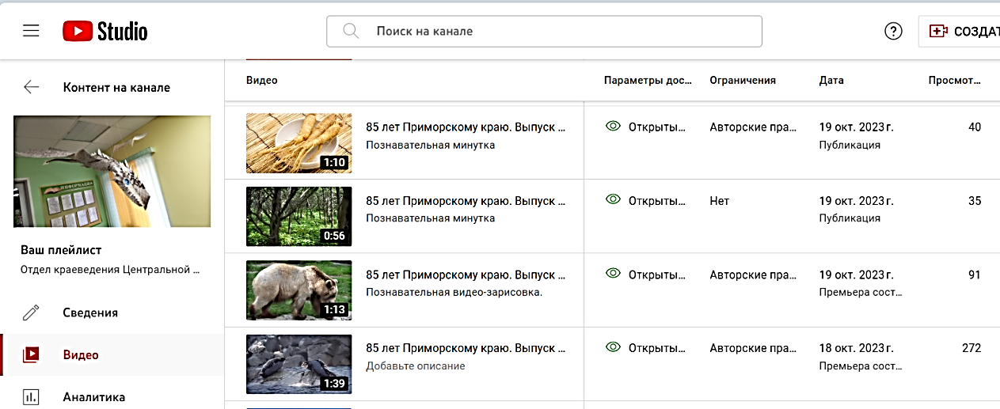 Studio
Поиск на канале
СОЗДАТ
Контент на канале
Видео
Параметры дос...
Ограничения
Дата
Просмот...
ИНФОРМАЦИЯ
85 лет Приморскому краю. Выпуск ...
Познавательная минутка
1:10
Открыты...
Авторские пра...
19 окт. 2023 г.
Публикация
40
85 лет Приморскому краю. Выпуск ...
Познавательная минутка
0:56
Открыты...
Нет
19 окт. 2023 г.
Публикация
35
Ваш плейлист
Отдел краеведения Центральной ...
85 лет Приморскому краю. Выпуск ...
Познавательная видео-зарисовка.
1:13
Открыты...
Авторские пра...
19 окт. 2023 г.
Премьера сост...
91
Сведения
Видео
Аналитика
85 лет Приморскому краю. Выпуск ...
Добавьте описание
1:39
Открыты...
Авторские пра...
18 окт. 2023 г.
Премьера сост...
272